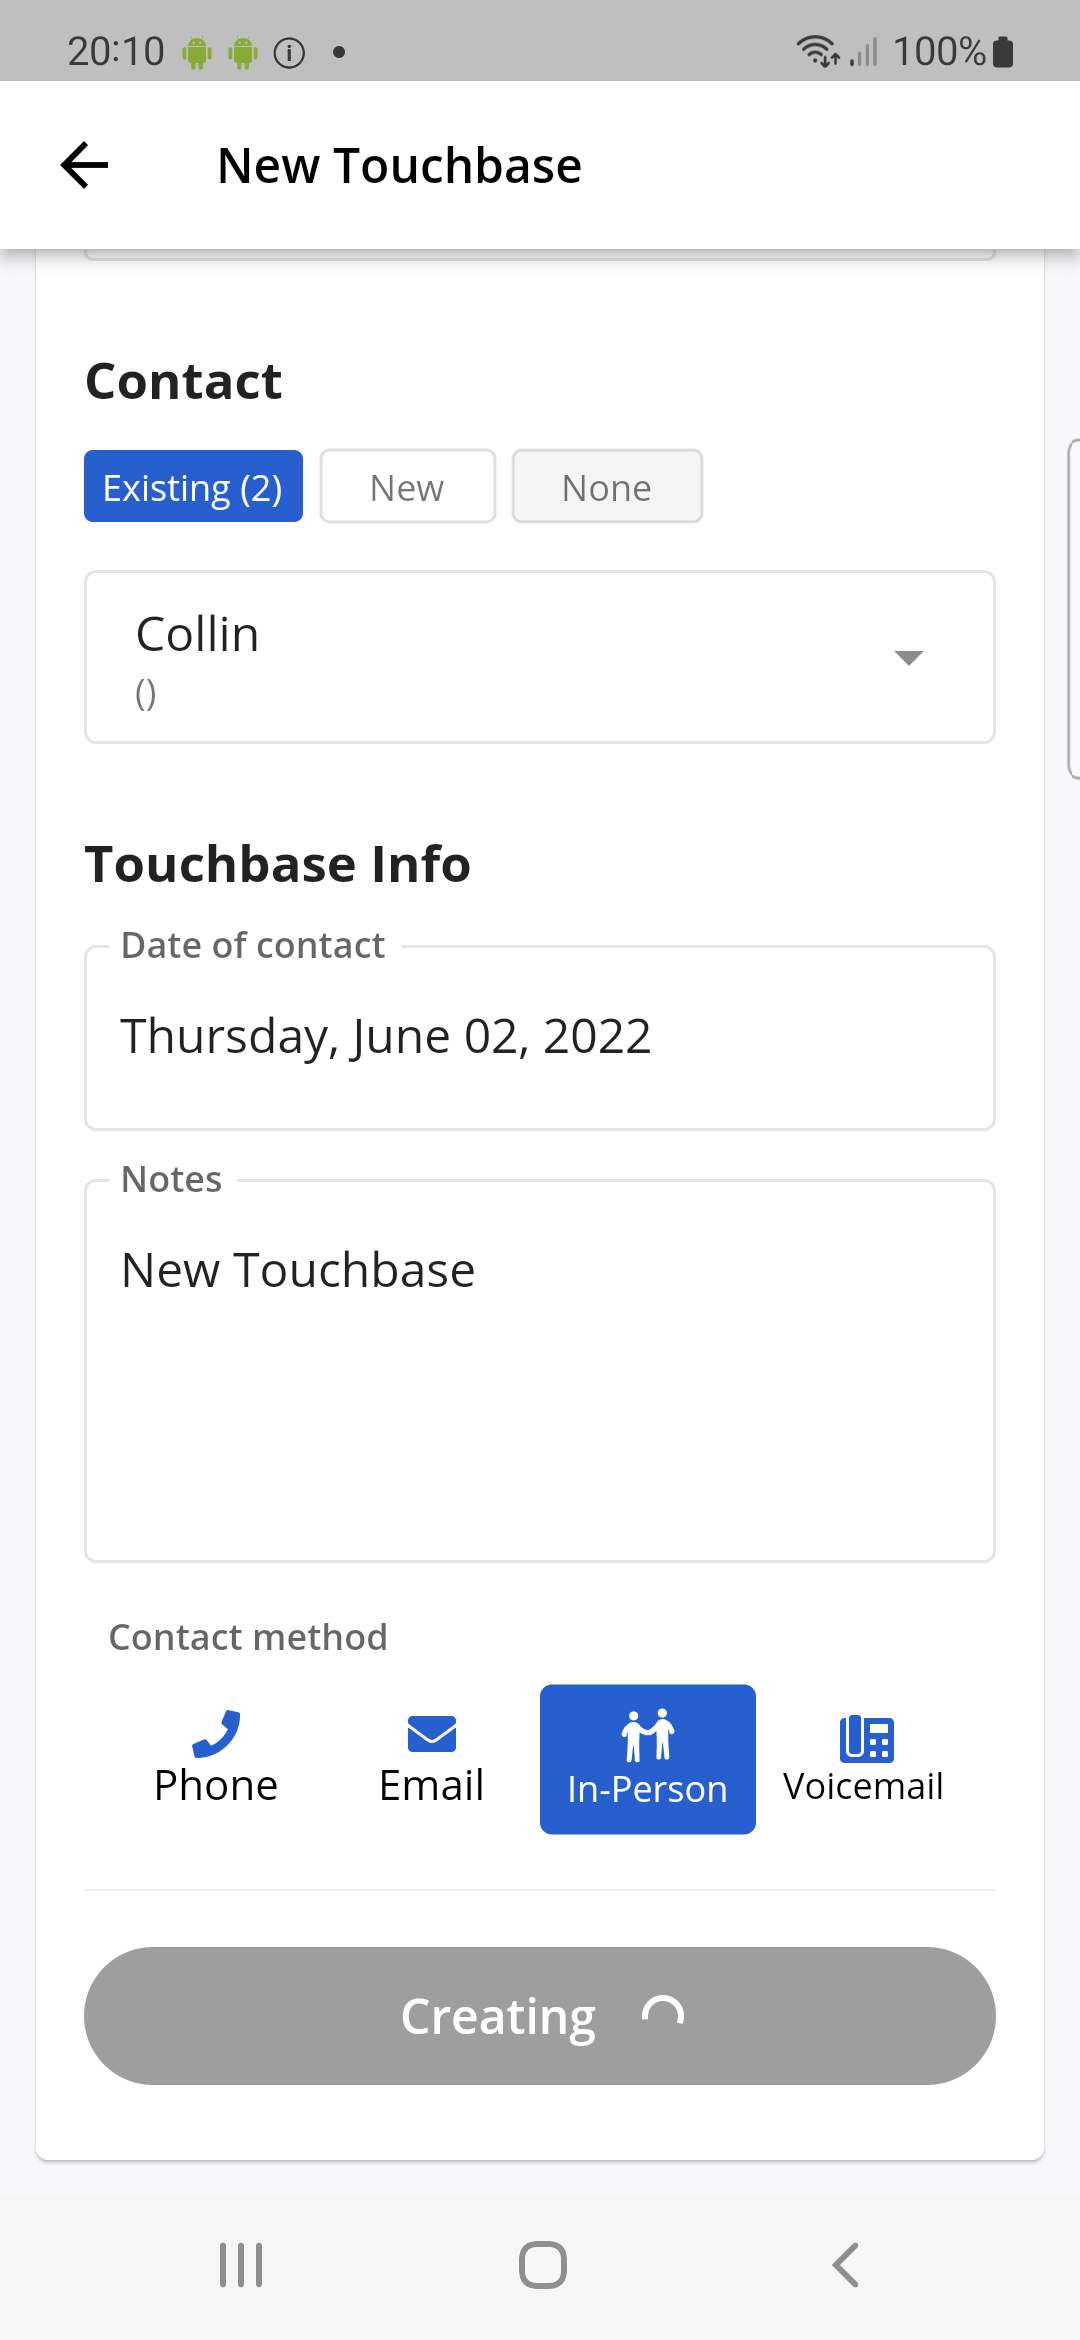 20:10 100%
New Touchbase
Contact
Existing (2) New None
Collin
()
Touchbase Info
Date of contact
Thursday, June 02, 2022
Notes
New Touchbase
Contact method
Phone Email In-Person Voicemail
Creating